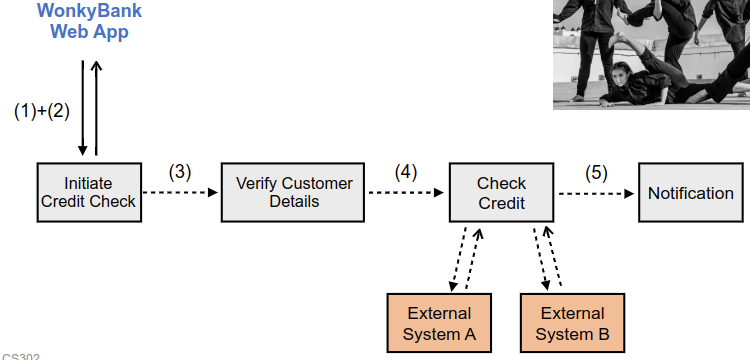 WonkyBank
Web App
(1)+(2)
Initiate
Credit Check
(3)
Verify Customer
Details
(4)
Check
Credit
(5)
Notification
External
System A
External
System B
CS302